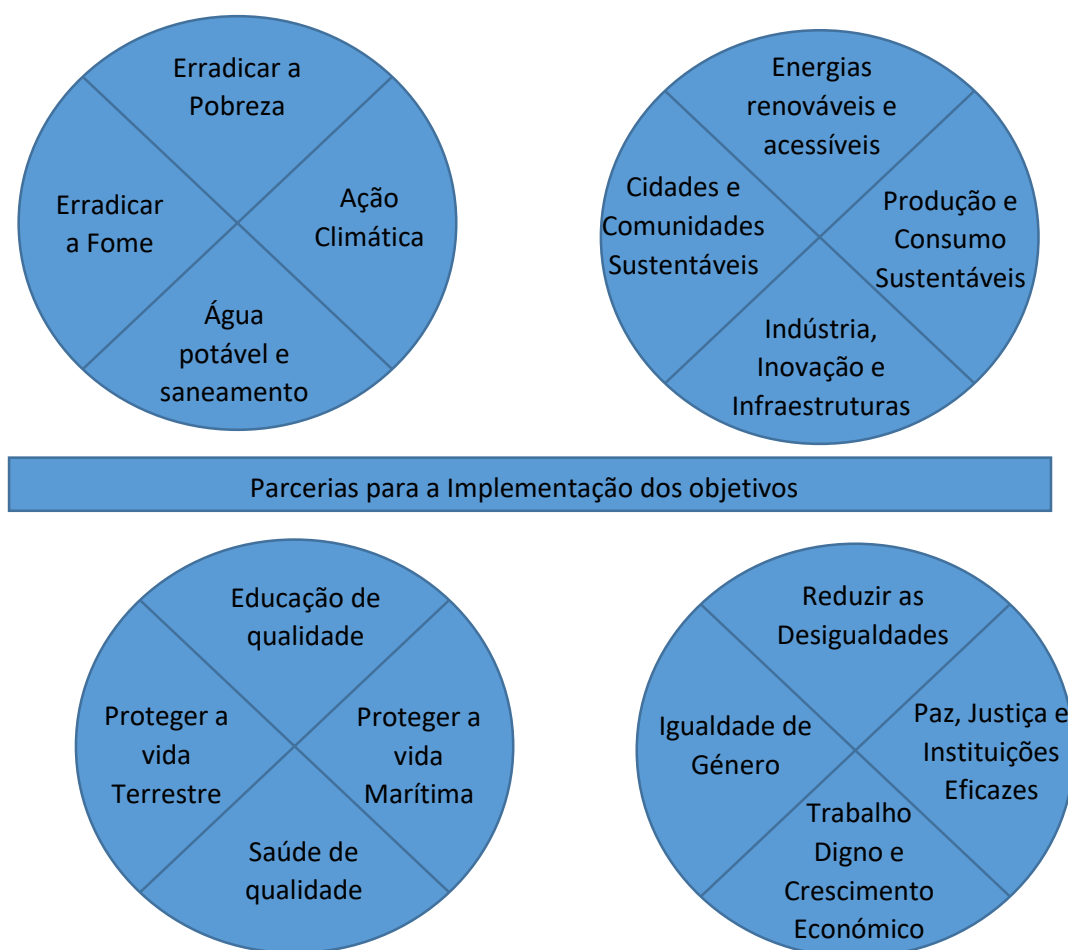 Erradicar a
Pobreza
Erradicar
a Fome
Ação
Climática
Água
potável e
saneamento
Energias
renováveis e
acessíveis
Cidades e
Comunidades
Sustentáveis
Produção e
Consumo
Sustentáveis
Indústria,
Inovação e
Infraestruturas
Parcerias para a Implementação dos objetivos
Educação de
qualidade
Proteger a
vida
Terrestre
Proteger a
vida
Marítima
Saúde de
qualidade
Reduzir as
Desigualdades
Igualdade de
Género
Paz, Justiça e
Instituições
Eficazes
Trabalho
Digno e
Crescimento
Económico